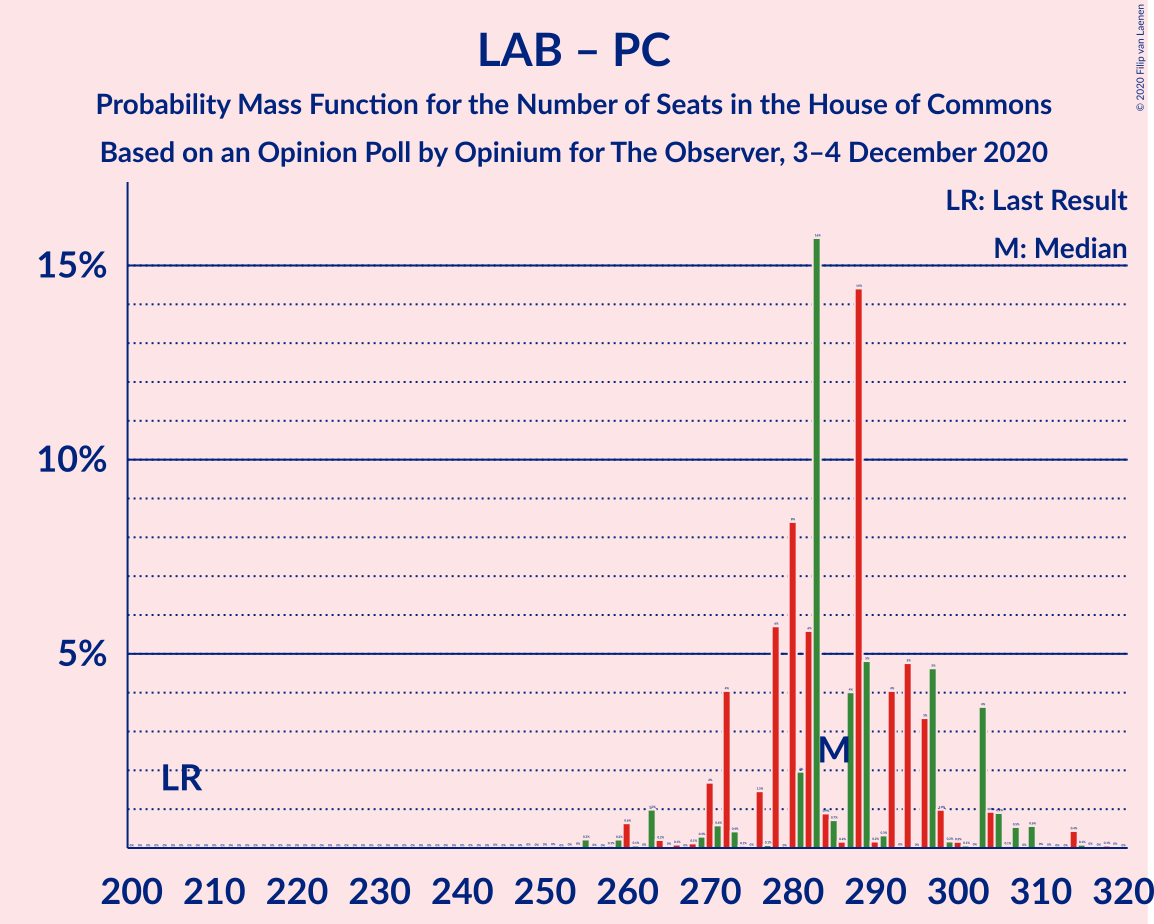 LAB – PC
Probability Mass Function for the Number of Seats in the House of Commons
Based on an Opinion Poll by Opinium for The Observer, 3–4 December 2020
© 2020 Filip van Laenen
LR: Last Result
M: Median
15%
10%
5%
LR
M
200 210 220 230 240 250 260 270 280 290 300 310 320